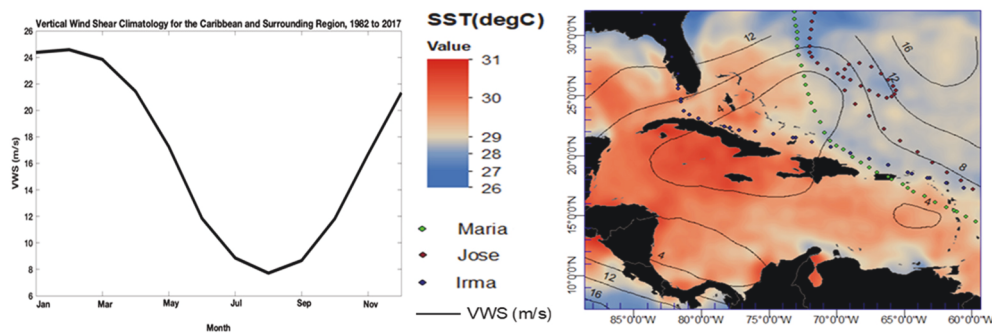 Vertical Wind Shear Climatology for the Caribbean and Surrounding Region, 1982 to 2017
26
24
22
20
18
16
14
12
10
8
6
VWS (m/s)
Jan
Mar
May
Jul
Sep
Nov
Month
SST(degC)
Value
31
30
29
28
27
26
Maria
Jose
Irma
VWS (m/s)
30°0'0"N
25°0'0"N
20°0'0"N
15°0'0"N
10°0'0"N
12
16
12
4
8
4
4
12
16
85°0'0"W
80°0'0"W
75°0'0"W
70°0'0"W
65°0'0"W
60°0'0"W